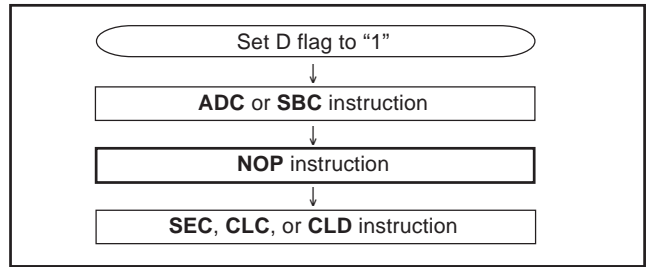 Set D flag to “1”
ADC or SBC instruction
NOP instruction
SEC, CLC, or CLD instruction